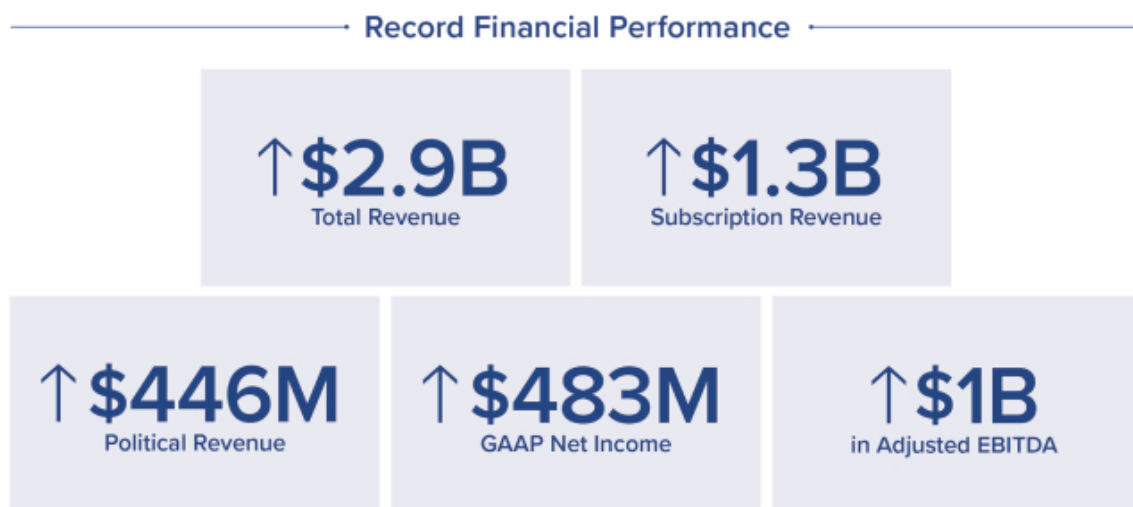 Record Financial Performance
↑$2.9B
Total Revenue
↑$1.3B
Subscription Revenue
↑$446M
Political Revenue
↑$483M
GAAP Net Income
↑$1B
in Adjusted EBITDA